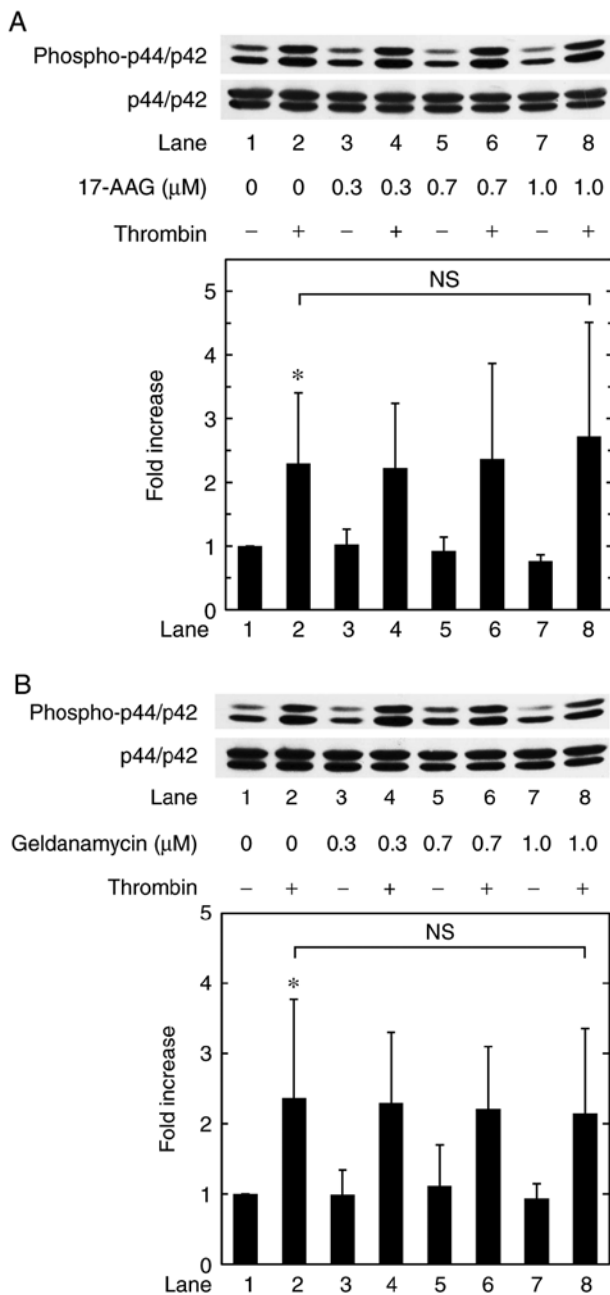 A
Phospho-p44/p42
p44/p42
Lane 1 2 3 4 5 6 7 8
17-AAG (μM) 0 0 0.3 0.3 0.7 0.7 1.0 1.0
Thrombin − + − + − + − +
NS
*
Fold increase
5
4
3
2
1
0
Lane 1 2 3 4 5 6 7 8
B
Phospho-p44/p42
p44/p42
Lane 1 2 3 4 5 6 7 8
Geldanamycin (μM) 0 0 0.3 0.3 0.7 0.7 1.0 1.0
Thrombin − + − + − + − +
NS
*
Fold increase
5
4
3
2
1
0
Lane 1 2 3 4 5 6 7 8